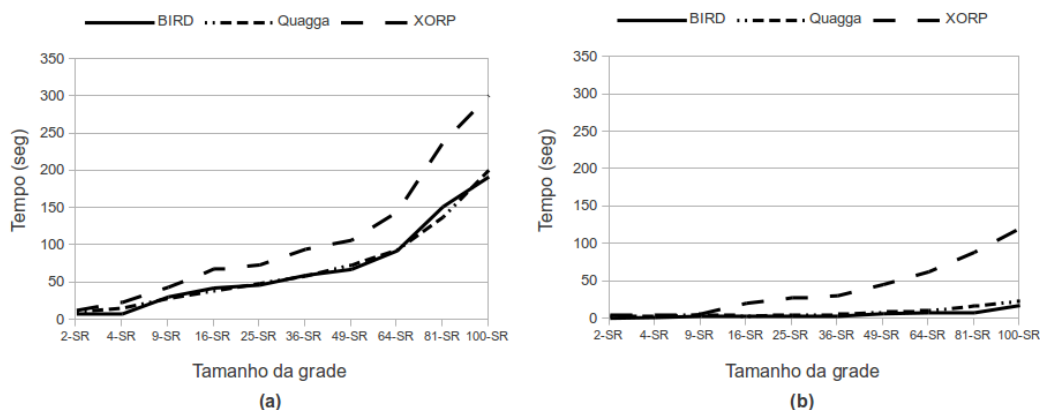 BIRD Quagga XORP
350
300
250
200
150
100
50
0
Tempo (seg)
2-SR 4-SR 9-SR 16-SR 25-SR 36-SR 49-SR 64-SR 81-SR 100-SR
Tamanho da grade
(a)
BIRD Quagga XORP
350
300
250
200
150
100
50
0
Tempo (seg)
2-SR 4-SR 9-SR 16-SR 25-SR 36-SR 49-SR 64-SR 81-SR 100-SR
Tamanho da grade
(b)